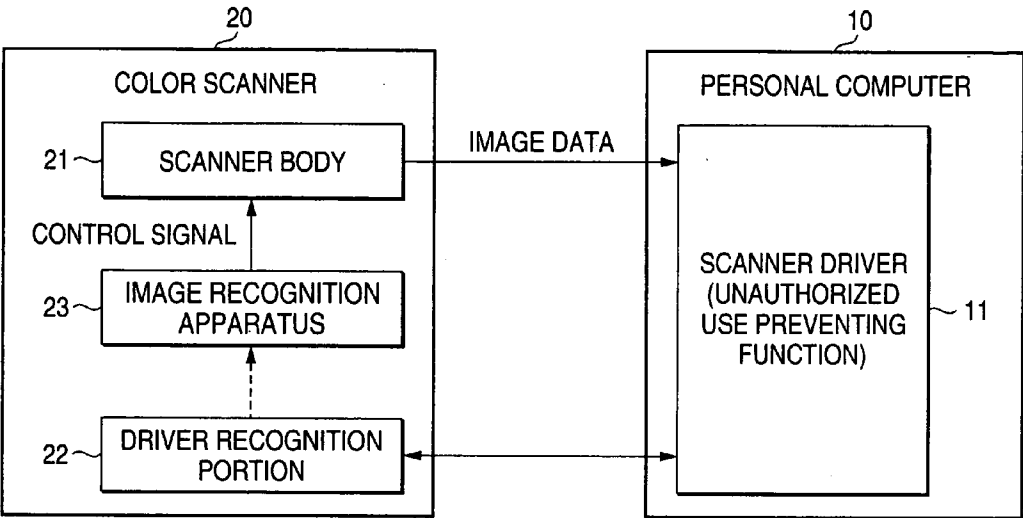 20
10
COLOR SCANNER
PERSONAL COMPUTER
21
SCANNER BODY
IMAGE DATA
CONTROL SIGNAL
23
IMAGE RECOGNITION
APPARATUS
SCANNER DRIVER
(UNAUTHORIZED
USE PREVENTING
FUNCTION)
11
22
DRIVER RECOGNITION
PORTION